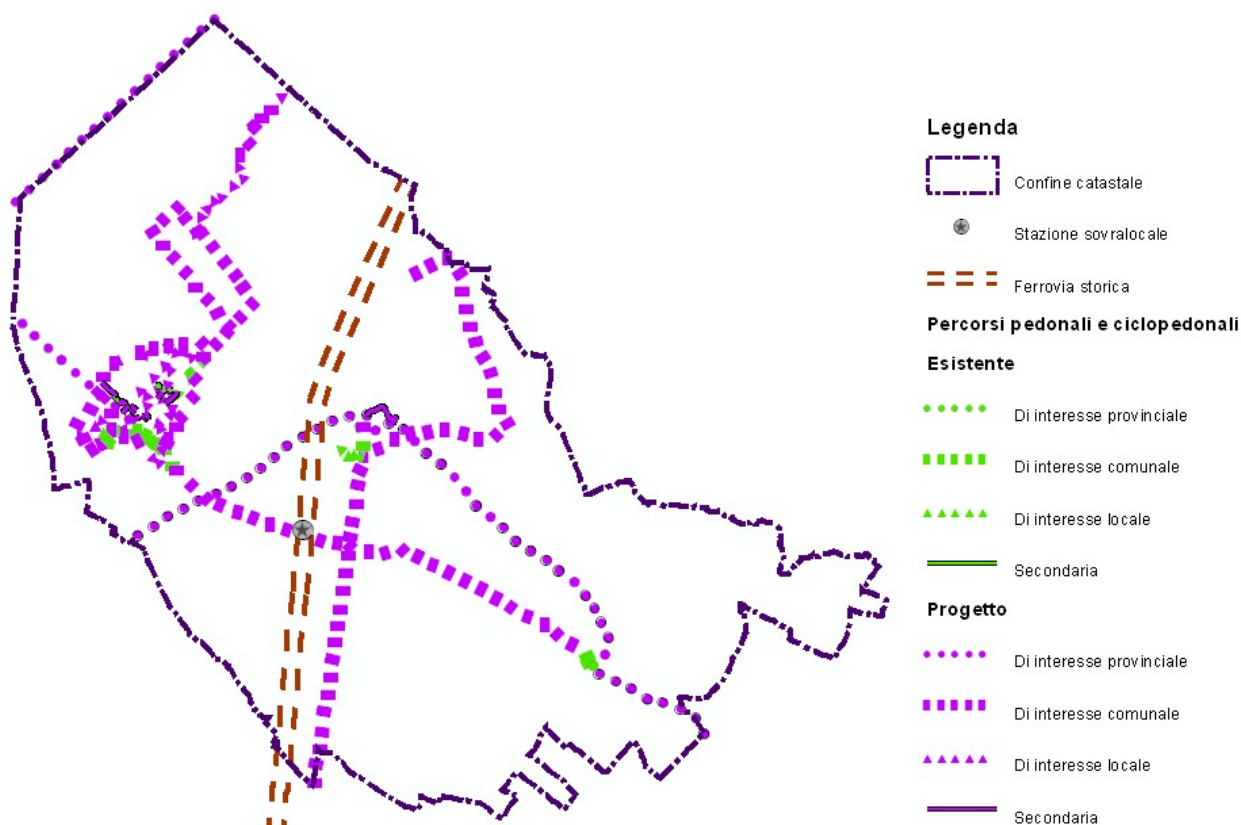 Legenda
Confine catastale
Stazione sovralocale
Ferrovia storica
Percorsi pedonali e ciclopedonali
Esistente
Di interesse provinciale
Di interesse comunale
Di interesse locale
Secondaria
Progetto
Di interesse provinciale
Di interesse comunale
Di interesse locale
Secondaria